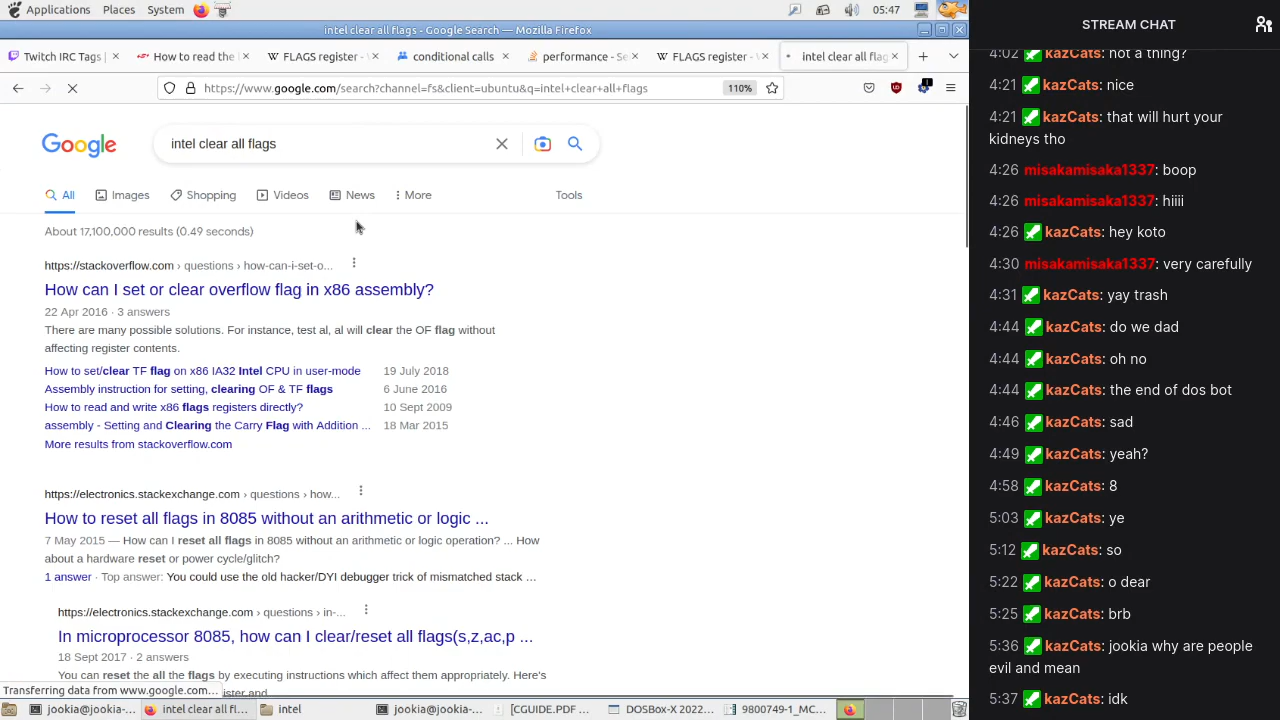 Applications Places System 05:47
intel clear all flags - Google Search — Mozilla Firefox
Twitch IRC Tags | How to read the FLAGS register - conditional calls performance - Se FLAGS register - intel clear all flag
https://www.google.com/search?channel=fs&client=ubuntu&q=intel+clear+all+flags 110%
Google intel clear all flags
All Images Shopping Videos News More Tools
About 17,100,000 results (0.49 seconds)
https://stackoverflow.com › questions › how-can-i-set-o...
How can I set or clear overflow flag in x86 assembly?
22 Apr 2016 · 3 answers
There are many possible solutions. For instance, test al, al will clear the OF flag without
affecting register contents.
How to set/clear TF flag on x86 IA32 Intel CPU in user-mode 19 July 2018
Assembly instruction for setting, clearing OF & TF flags 6 June 2016
How to read and write x86 flags registers directly? 10 Sept 2009
assembly - Setting and Clearing the Carry Flag with Addition ... 18 Mar 2015
More results from stackoverflow.com
https://electronics.stackexchange.com › questions › how...
How to reset all flags in 8085 without an arithmetic or logic ...
7 May 2015 — How can I reset all flags in 8085 without an arithmetic or logic operation? ... How
about a hardware reset or power cycle/glitch?
1 answer · Top answer: You could use the old hacker/DYI debugger trick of mismatched stack ...
https://electronics.stackexchange.com › questions › in-...
In microprocessor 8085, how can I clear/reset all flags(s,z,ac,p ...
18 Sept 2017 · 2 answers
You can reset the all the flags by executing instructions which affect them appropriately. Here's
Transferring data from www.google.com...
jookia@jookia-... intel clear all fl... intel jookia@jookia-... [CGUIDE.PDF ... DOSBox-X 2022... 9800749-1_MC...
STREAM CHAT
4:02 kazCats: not a thing?
4:21 kazCats: nice
4:21 kazCats: that will hurt your
kidneys tho
4:26 misakamisaka1337: boop
4:26 misakamisaka1337: hiiii
4:26 kazCats: hey koto
4:30 misakamisaka1337: very carefully
4:31 kazCats: yay trash
4:44 kazCats: do we dad
4:44 kazCats: oh no
4:44 kazCats: the end of dos bot
4:46 kazCats: sad
4:49 kazCats: yeah?
4:58 kazCats: 8
5:03 kazCats: ye
5:12 kazCats: so
5:22 kazCats: o dear
5:25 kazCats: brb
5:36 kazCats: jookia why are people
evil and mean
5:37 kazCats: idk